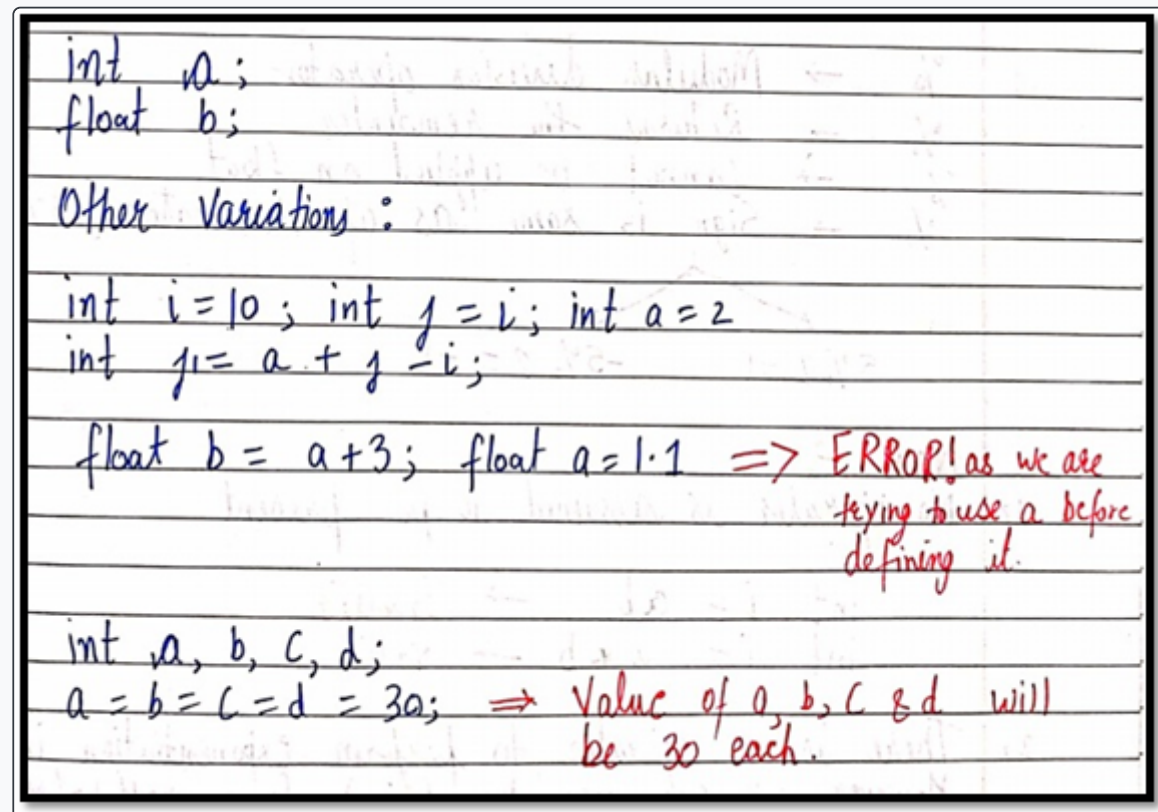 int a;
float b;
Other Variations:
int i = 10; int j = i; int a = 2
int j1 = a + j - i;
float b = a+3; float a = 1.1 => ERROR! as we are
trying to use a before
defining it.
int a, b, c, d;
a = b = c = d = 30; => Value of a, b, c & d will
be 30 each.